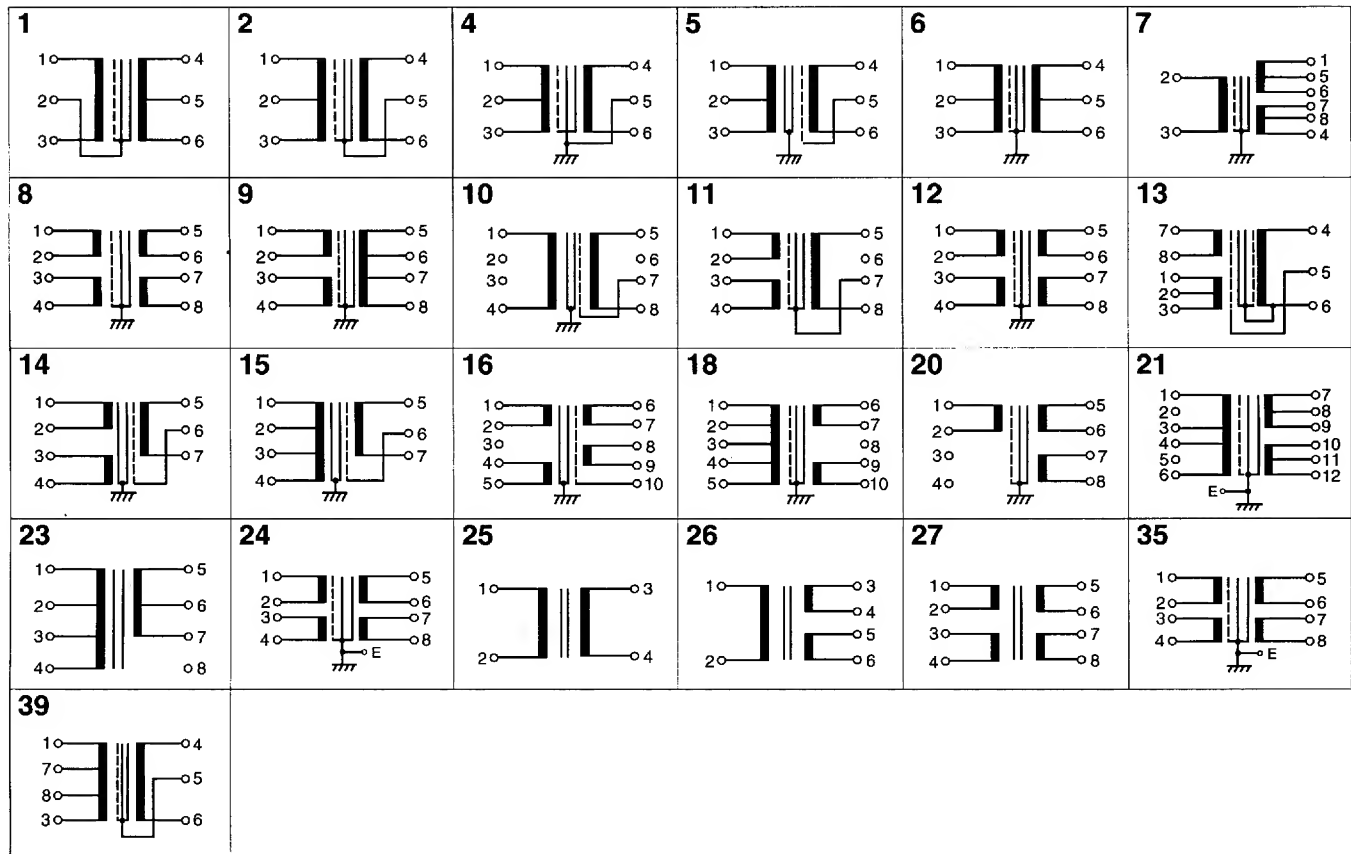 1 2 4 5 6 7
1 4 1 4 1 4 1 4 1 4 1
2 5 2 5 2 5 2 5 2 5 2 5
6
7
3 6 3 6 3 6 3 6 3 6 3 8
4
8 9 10 11 12 13
1 5 1 5 1 5 1 5 1 5 7 4
2 6 2 6 2 6 2 6 2 6 8
3 7 3 7 3 7 3 7 3 7 1 5
2
4 8 4 8 4 8 4 8 4 8 3 6
14 15 16 18 20 21
1 5 1 5 1 6 1 6 1 5 1 7
2 6 2 6 2 7 2 7 2 6 2 8
3 7 3 7 3 8 3 8 3 7 3 9
4 4 4 9 4 9 4 8 4 10
5 10 5 10 5 11
6 12
E
23 24 25 26 27 35
1 5 1 5 1 3 1 3 1 5 1 5
2 6 2 6 4 2 6 2 6
3 7 3 7 5 3 7 3 7
4 8 4 8 2 4 2 6 4 8 4 8
E E
39
1 4
7 5
8
3 6